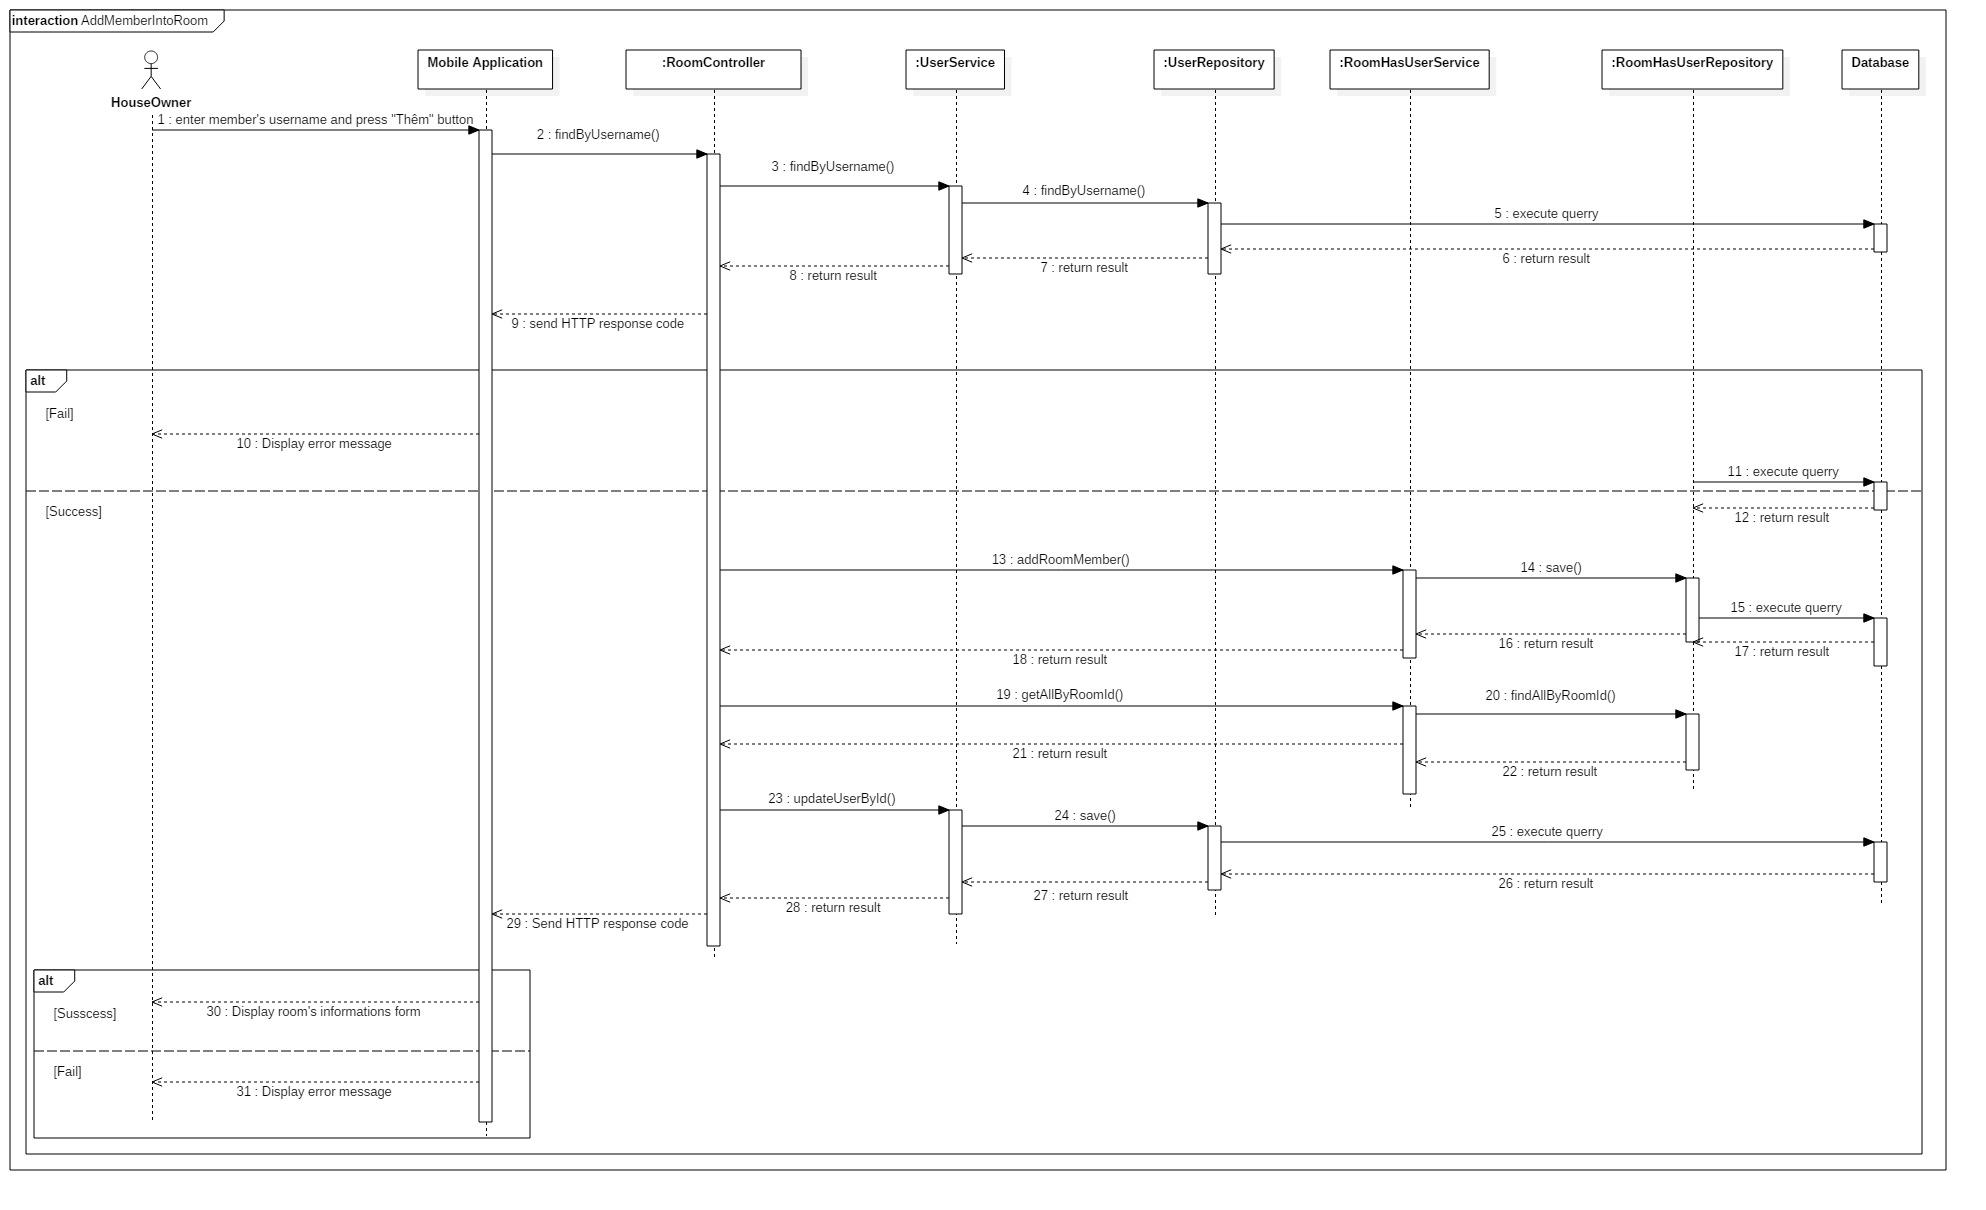 interaction AddMemberIntoRoom
HouseOwner
Mobile Application
:RoomController
:UserService
:UserRepository
:RoomHasUserService
:RoomHasUserRepository
Database
1 : enter member's username and press "Thêm" button
2 : findByUsername()
3 : findByUsername()
4 : findByUsername()
5 : execute querry
6 : return result
7 : return result
8 : return result
9 : send HTTP response code
alt
[Fail]
10 : Display error message
11 : execute querry
[Success]
12 : return result
13 : addRoomMember()
14 : save()
15 : execute querry
16 : return result
17 : return result
18 : return result
19 : getAllByRoomId()
20 : findAllByRoomId()
21 : return result
22 : return result
23 : updateUserById()
24 : save()
25 : execute querry
26 : return result
27 : return result
28 : return result
29 : Send HTTP response code
alt
[Susscess]
30 : Display room's informations form
[Fail]
31 : Display error message